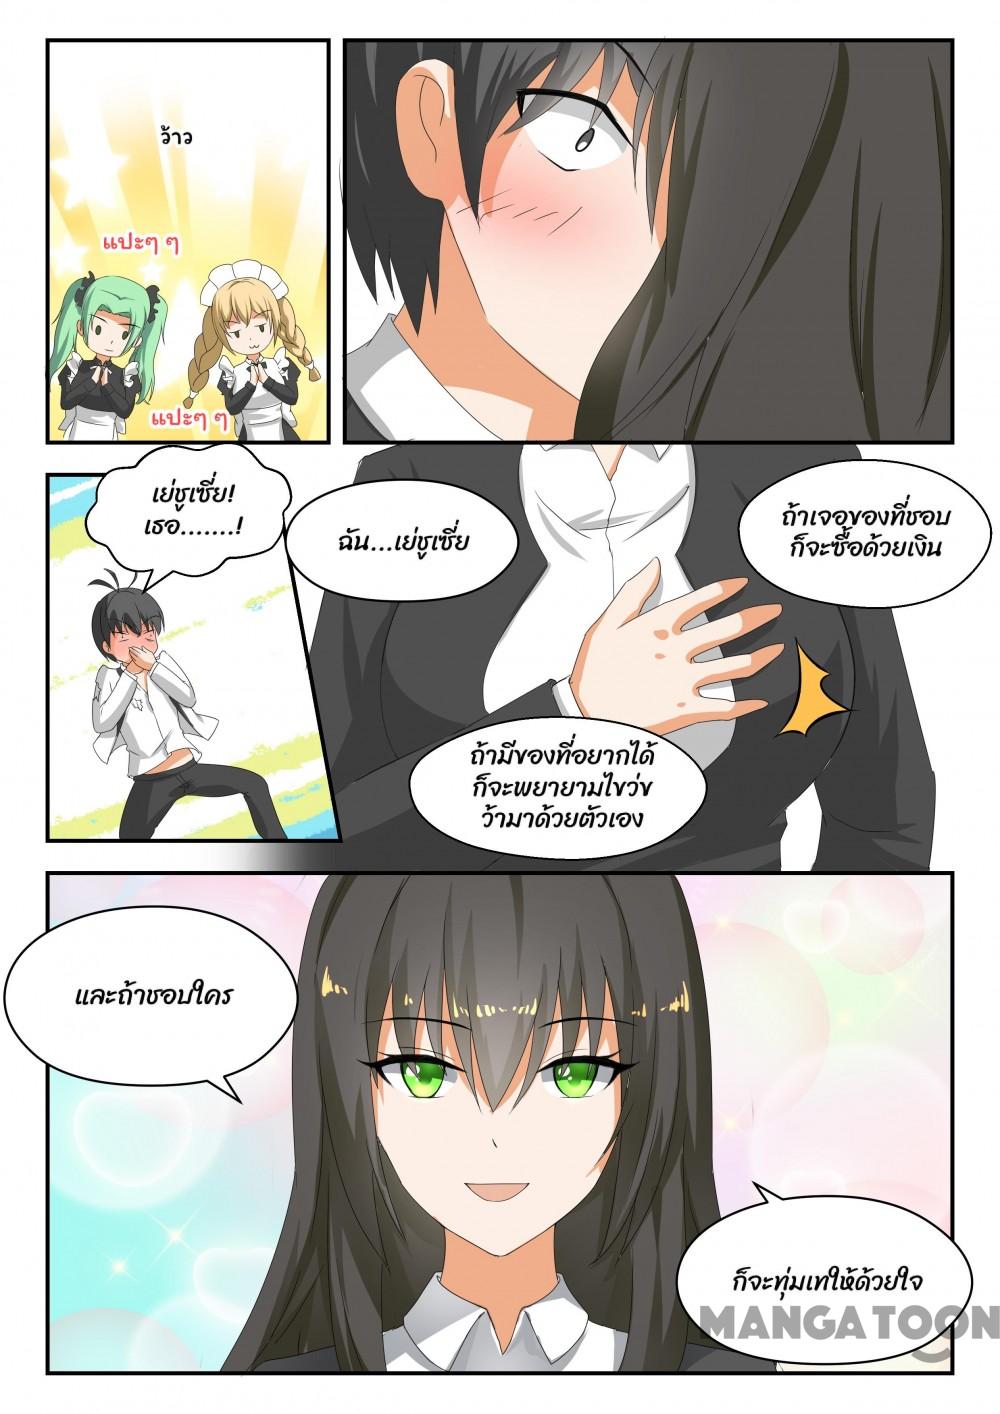 ว้าว
แปะๆ ๆ
แปะๆ ๆ
เย่ชูเซี่ย!
เธอ.......!
ฉัน...เย่ชูเซี่ย
ถ้าเจอของที่ชอบ
ก็จะซื้อด้วยเงิน
ถ้ามีของที่อยากได้
ก็จะพยายามไขว่ข
ว้ามาด้วยตัวเอง
และถ้าชอบใคร
ก็จะทุ่มเทให้ด้วยใจ
MANGATOON